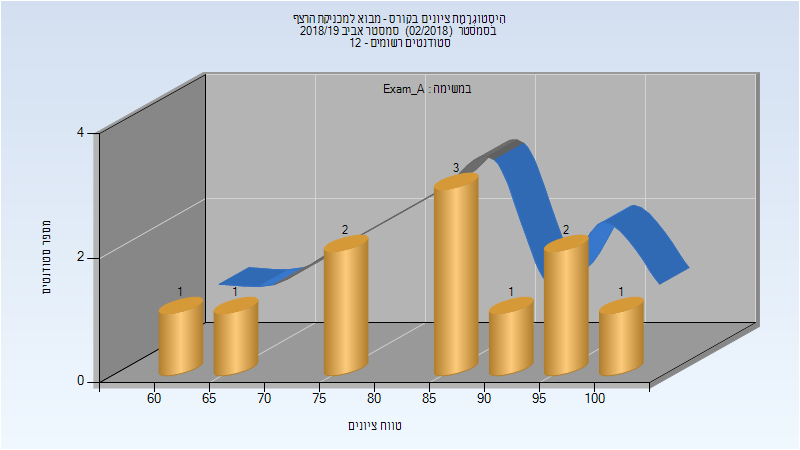 הִיסְטוֹגְרָמַת ציונים בקורס - מבוא למכניקת הרצף
בסמסטר (02/2018) סמסטר אביב 2018/19
סטודנטים רשומים - 12
במשימה : Exam_A
4
2
0
מספר סטודנטים
1
1
2
3
1
2
1
60 65 70 75 80 85 90 95 100
טווח ציונים